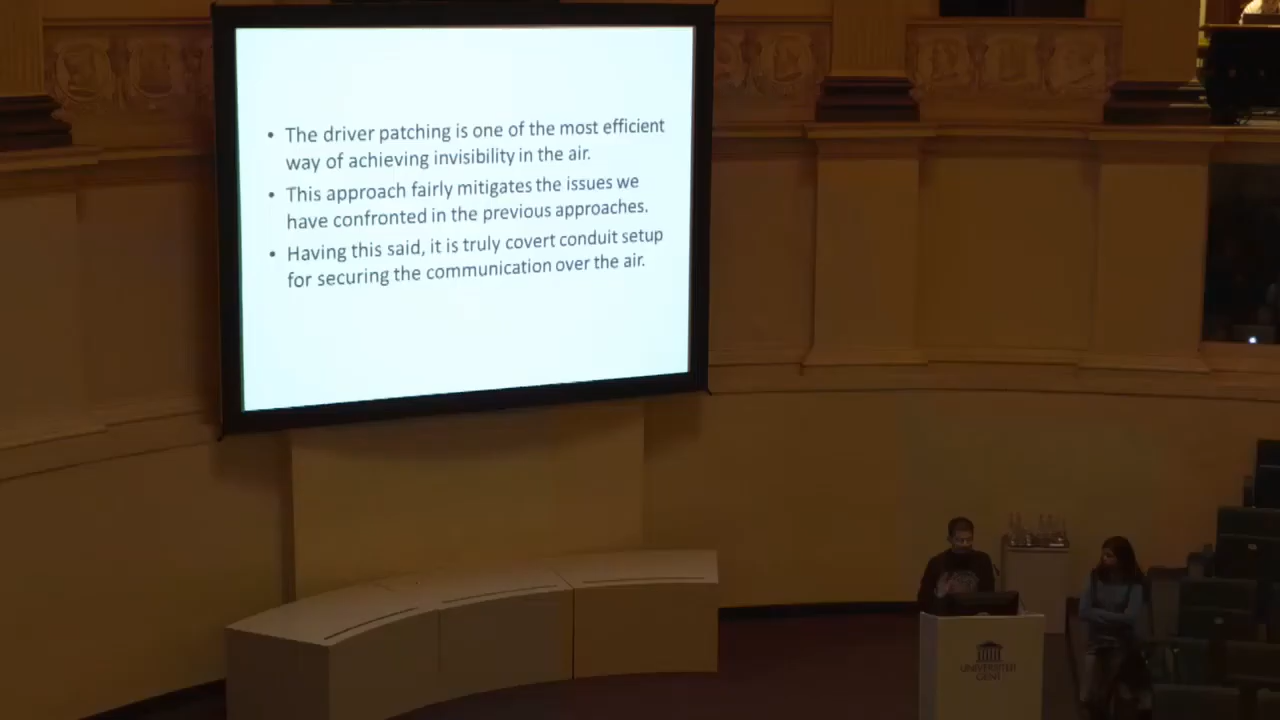 • The driver patching is one of the most efficient
way of achieving invisibility in the air.
• This approach fairly mitigates the issues we
have confronted in the previous approaches.
• Having this said, it is truly covert conduit setup
for securing the communication over the air.
UNIVERSITEIT
GENT